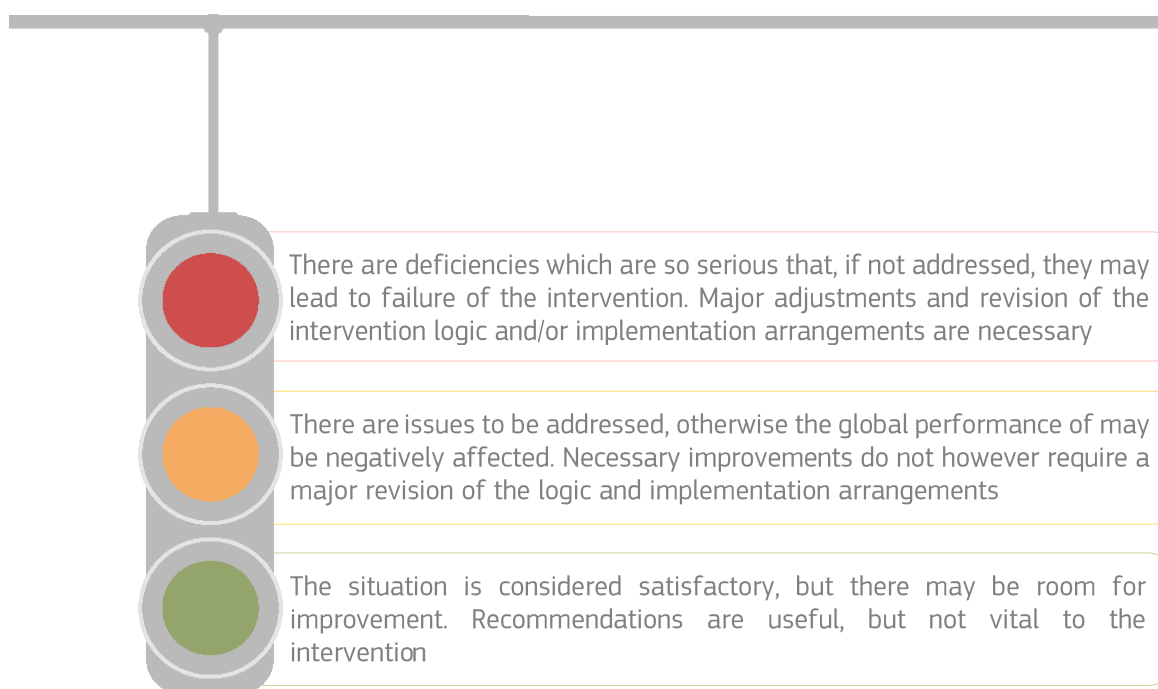 There are deficiencies which are so serious that, if not addressed, they may
lead to failure of the intervention. Major adjustments and revision of the
intervention logic and/or implementation arrangements are necessary
There are issues to be addressed, otherwise the global performance of may
be negatively affected. Necessary improvements do not however require a
major revision of the logic and implementation arrangements
The situation is considered satisfactory, but there may be room for
improvement. Recommendations are useful, but not vital to the
intervention